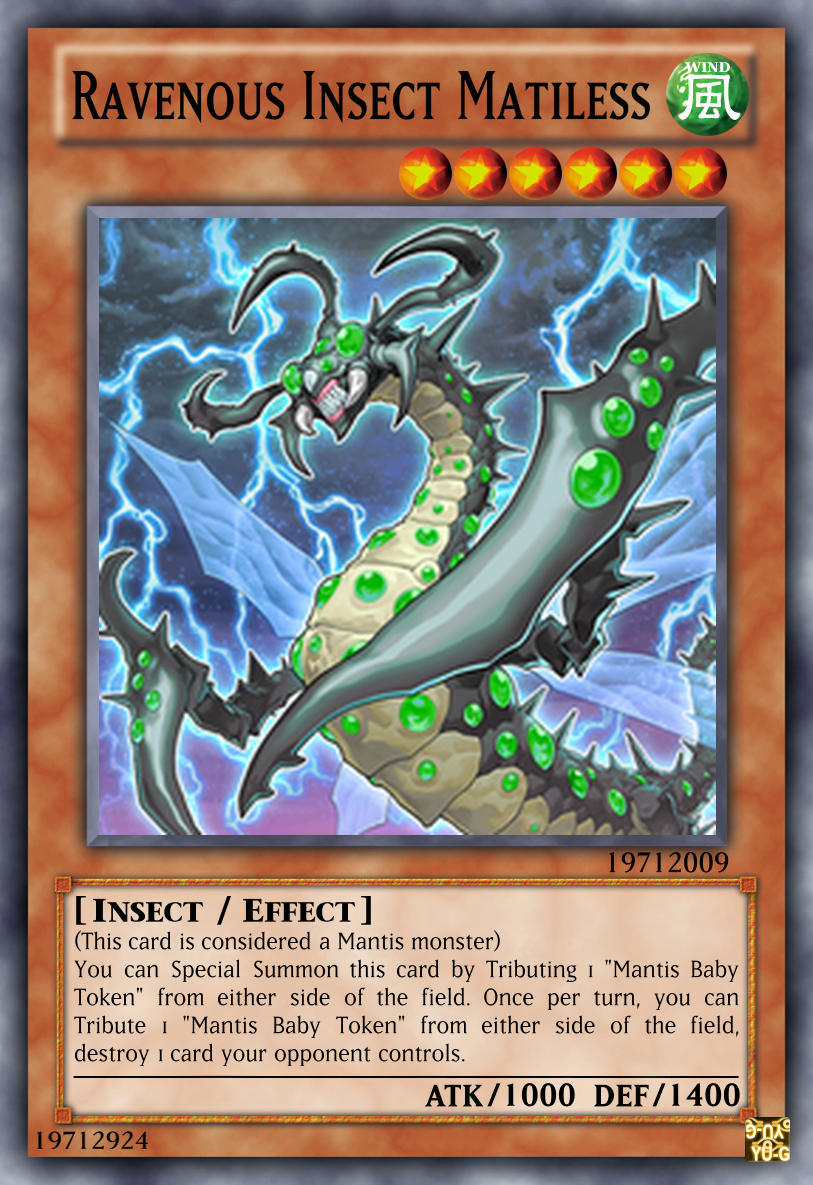 Ravenous Insect Matiless
WIND
風
19712009
[ Insect / Effect ]
(This card is considered a Mantis monster)
You can Special Summon this card by Tributing 1 "Mantis Baby
Token" from either side of the field. Once per turn, you can
Tribute 1 "Mantis Baby Token" from either side of the field,
destroy 1 card your opponent controls.
ATK/1000 DEF/1400
19712924
YU-G
YU-G